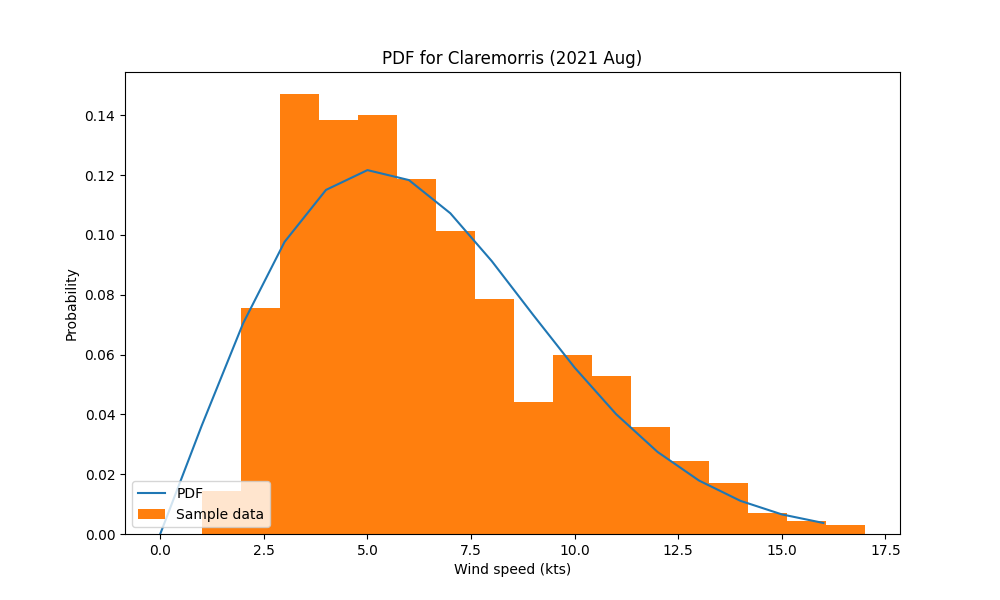 PDF for Claremorris (2021 Aug)
Probability
0.14
0.12
0.10
0.08
0.06
0.04
0.02
0.00
PDF
Sample data
0.0 2.5 5.0 7.5 10.0 12.5 15.0 17.5
Wind speed (kts)